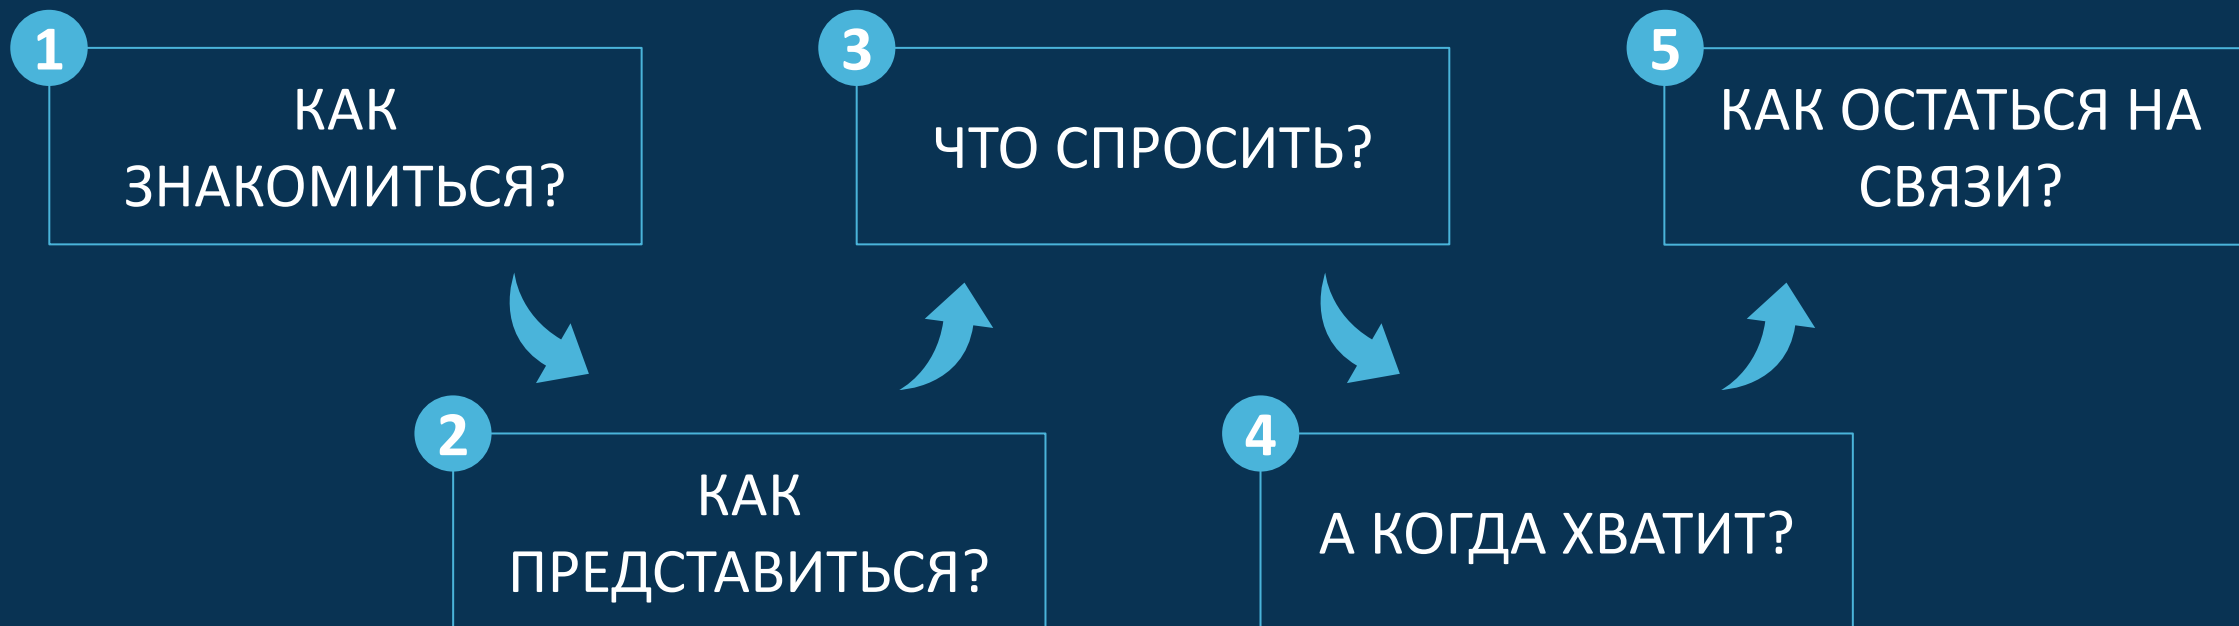 1
КАК
ЗНАКОМИТЬСЯ?
2
КАК
ПРЕДСТАВИТЬСЯ?
3
ЧТО СПРОСИТЬ?
4
А КОГДА ХВАТИТ?
5
КАК ОСТАТЬСЯ НА
СВЯЗИ?